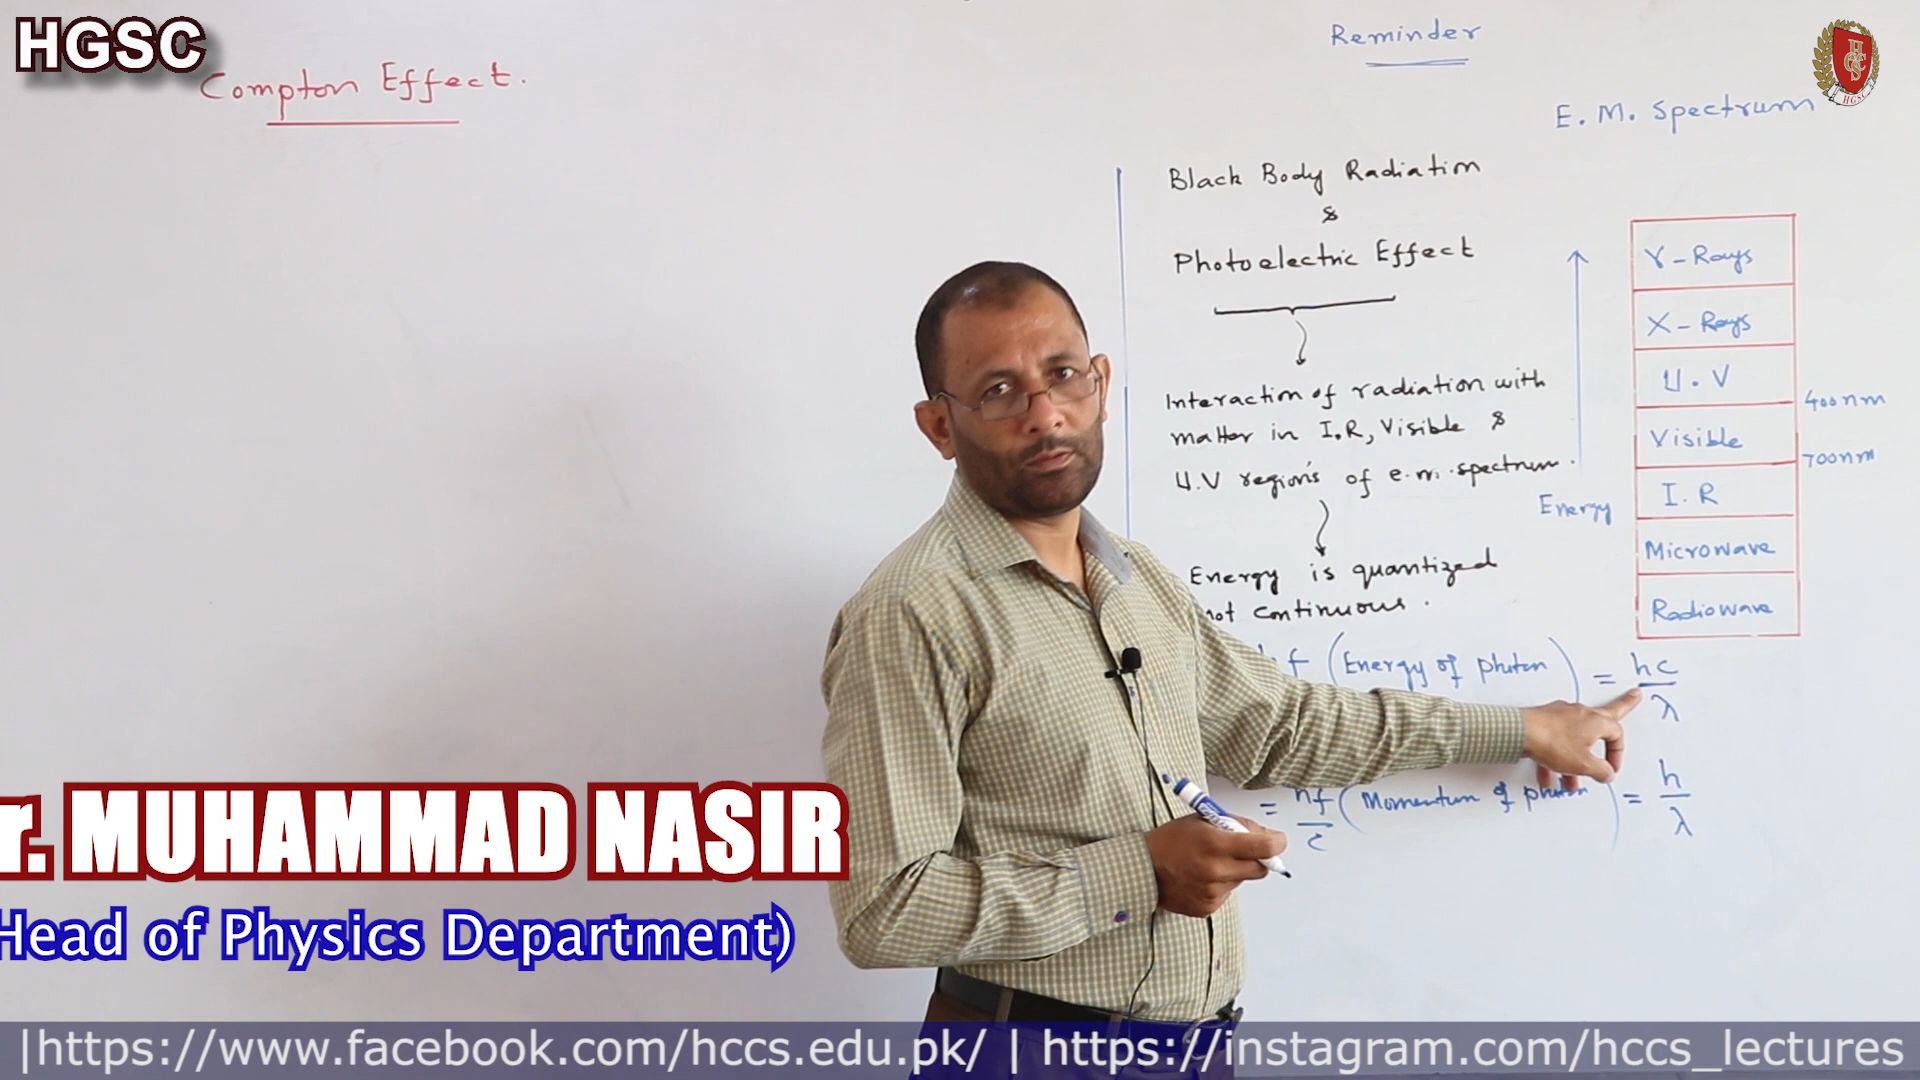 HGSC
Compton Effect.
Reminder
E. M. Spectrum
Black Body Radiation
&
Photoelectric Effect
Interaction of radiation with
matter in I.R, Visible &
U.V regions of e.m. spectrum.
Energy is quantized
not continuous.
f (Energy of photon) = hc/λ
= hf/c (Momentum of photon) = h/λ
Energy
γ-Rays
X-Rays
U.V
400nm
Visible
700nm
I.R
Microwave
Radiowave
HGSC
r. MUHAMMAD NASIR
Head of Physics Department)
|https://www.facebook.com/hccs.edu.pk/ | https://instagram.com/hccs_lectures